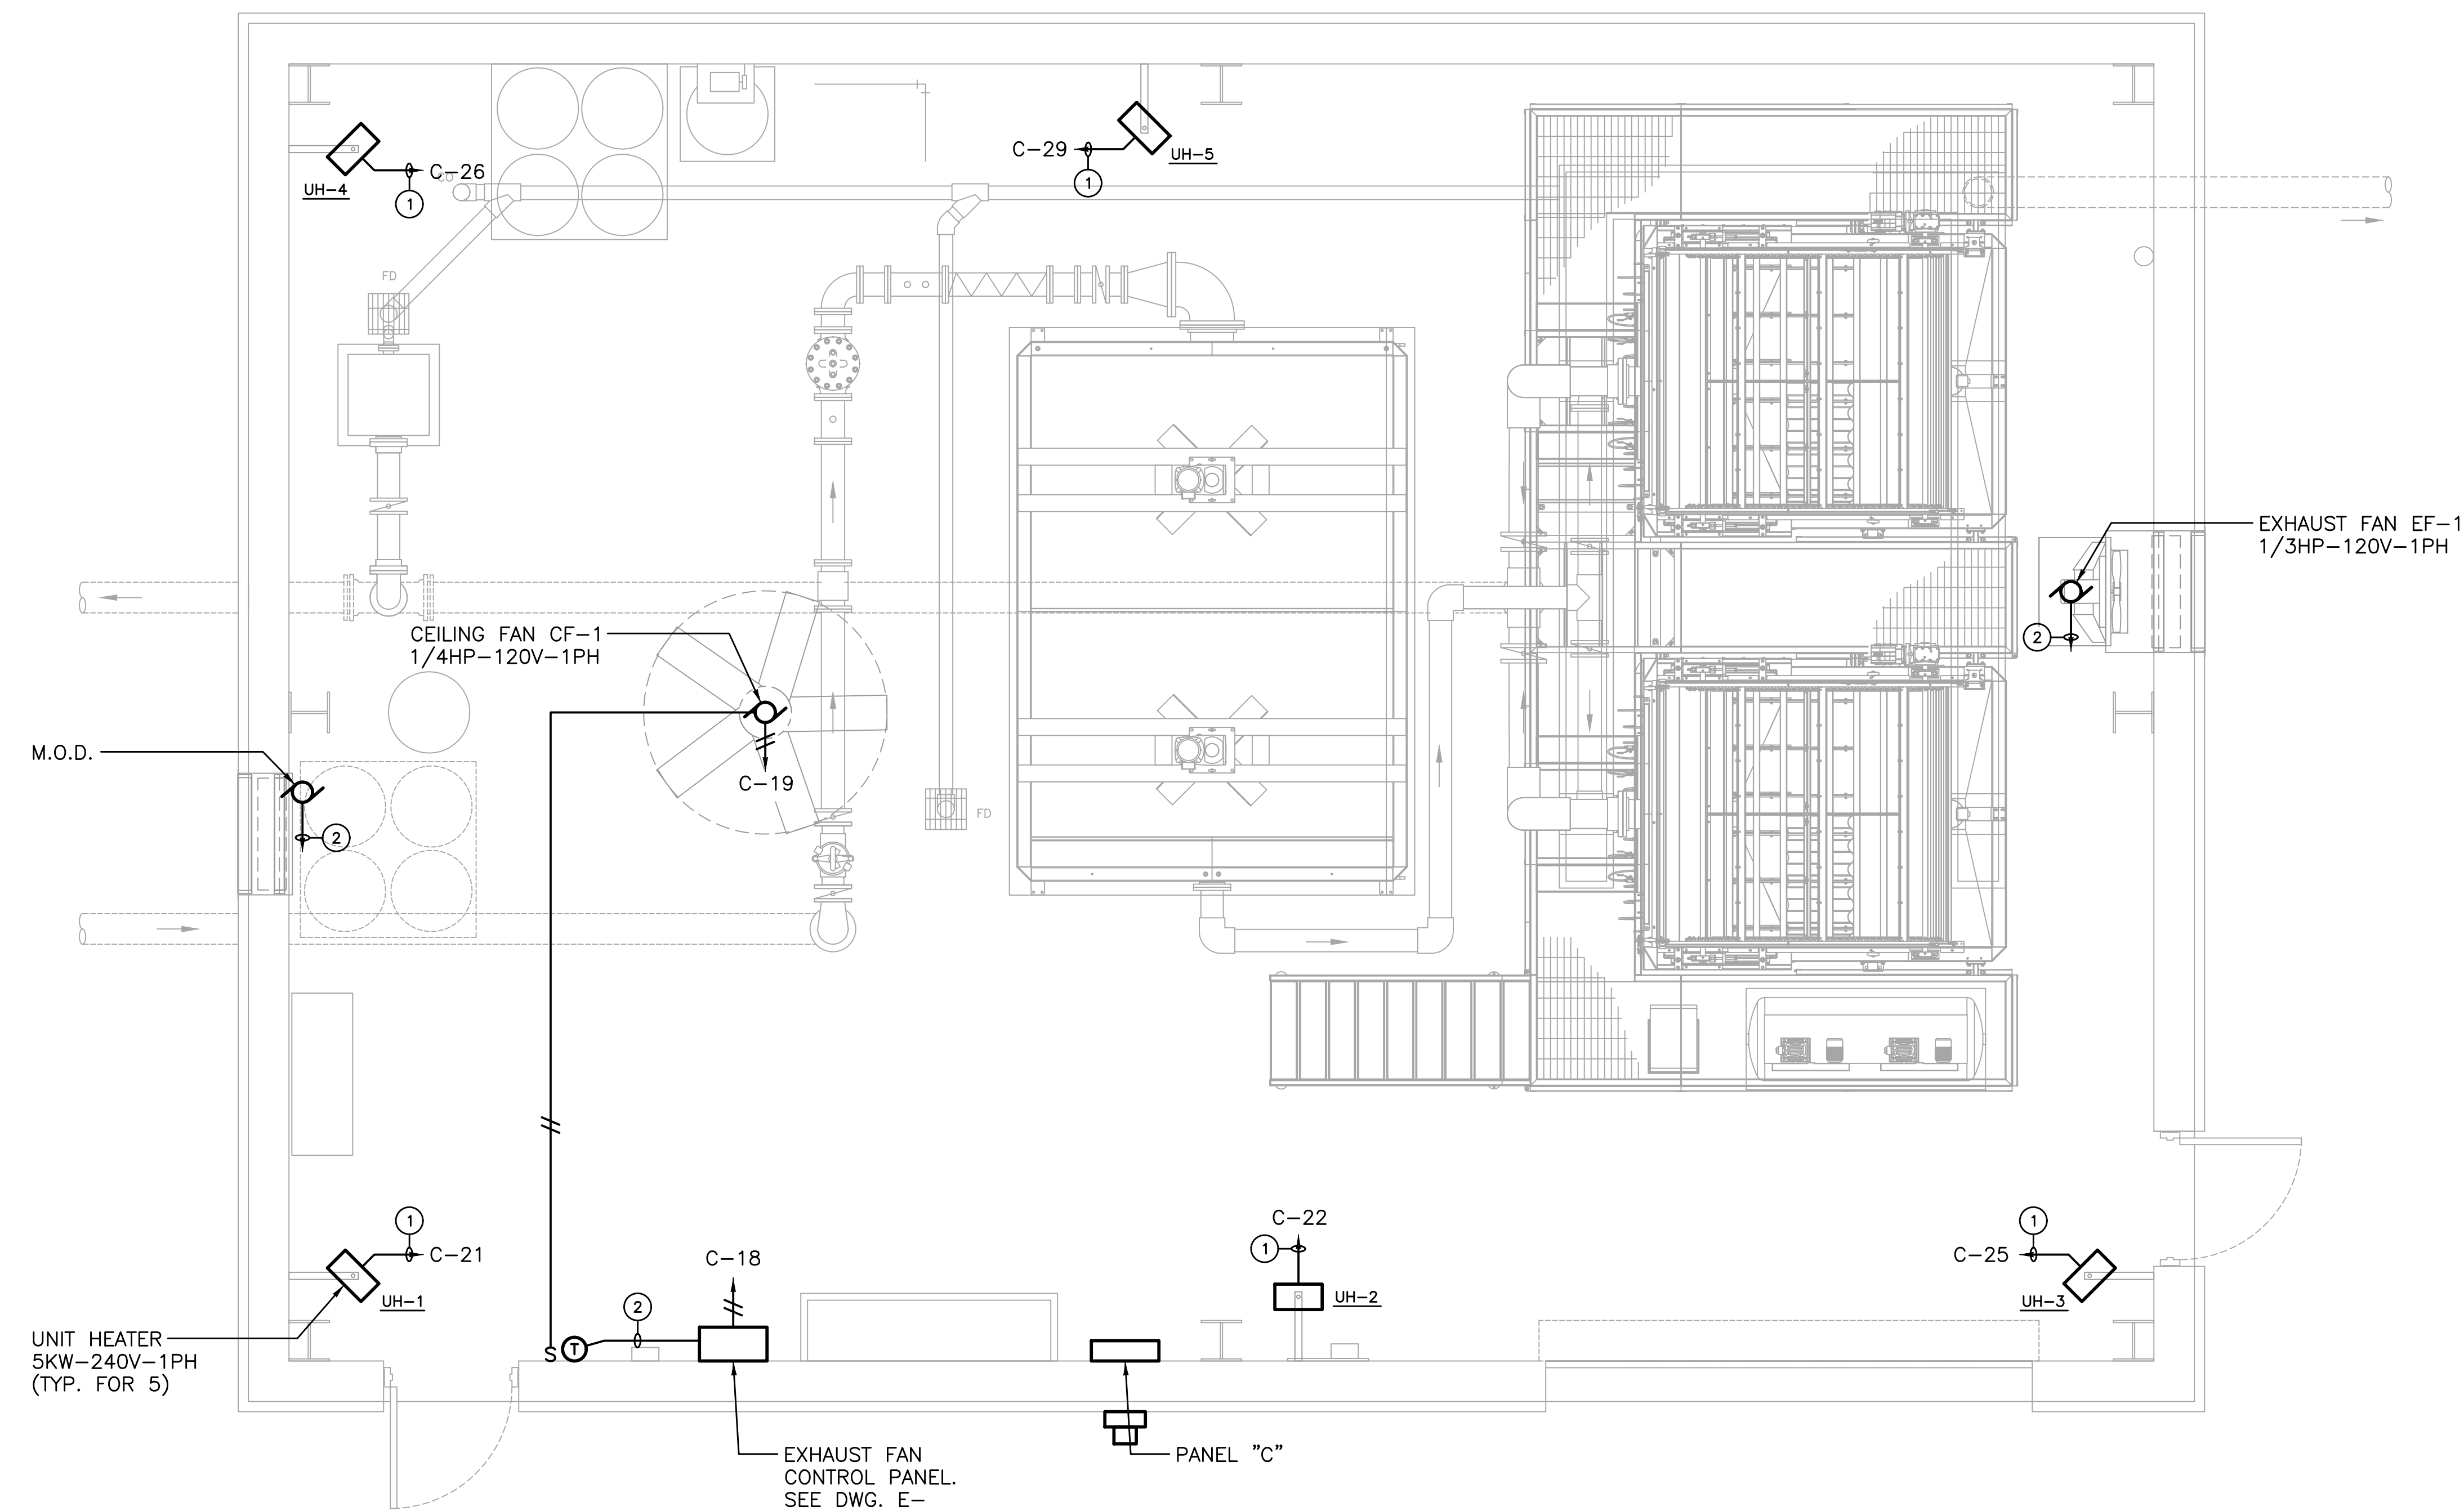 C-29
1
UH-5
C-26
CO
UH-4
1
FD
EXHAUST FAN EF-1
1/3HP-120V-1PH
2
CEILING FAN CF-1
1/4HP-120V-1PH
M.O.D.
C-19
2
FD
1
C-21
UH-1
UNIT HEATER
5KW-240V-1PH
(TYP. FOR 5)
C-18
2
S
T
C-22
1
UH-2
1
C-25
UH-3
EXHAUST FAN
CONTROL PANEL.
SEE DWG. E-
PANEL "C"